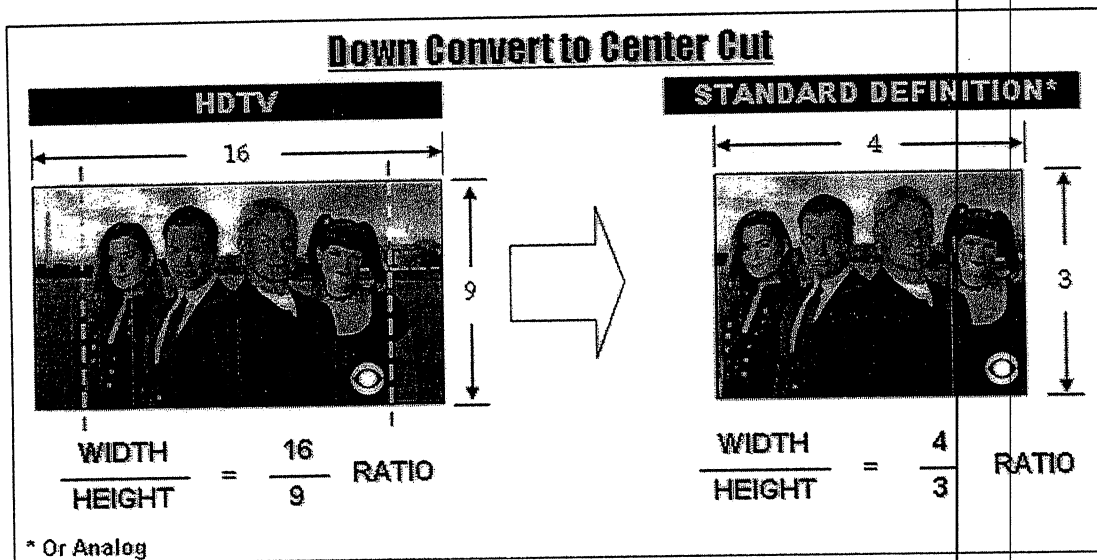 Down Convert to Center Cut
HDTV
16
9
WIDTH
HEIGHT
=
16
9
RATIO
STANDARD DEFINITION*
4
3
WIDTH
HEIGHT
=
4
3
RATIO
* Or Analog